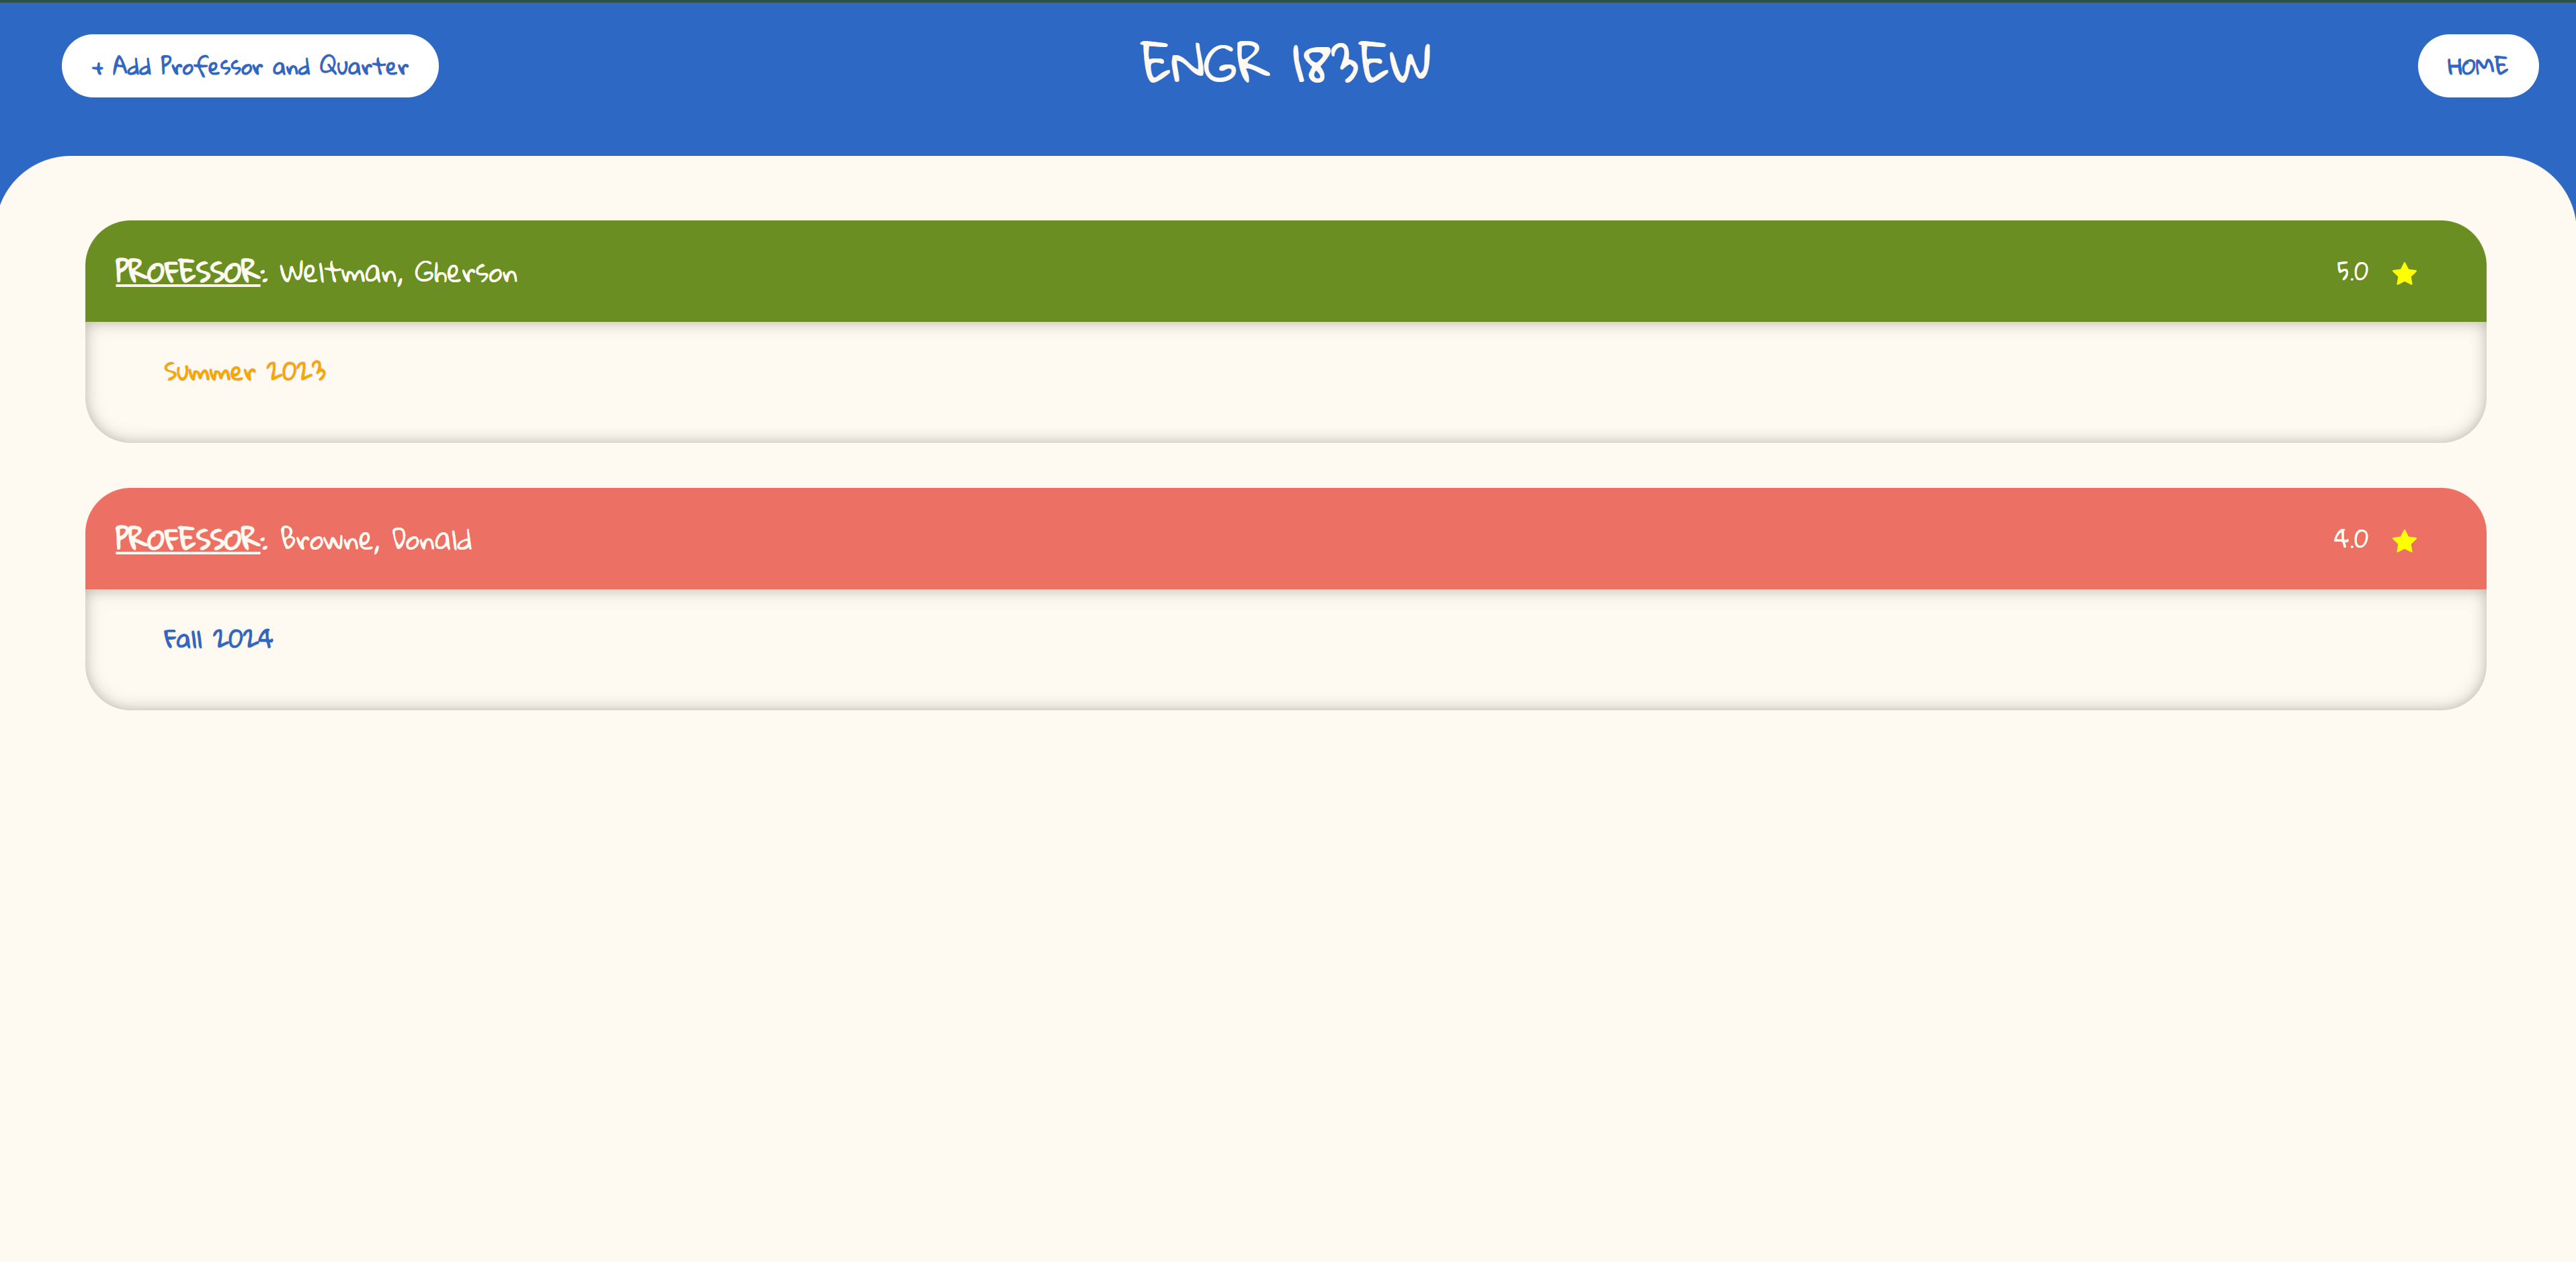 + Add Professor and Quarter
ENGR 183EW
HOME
PROFESSOR: Weltman, Gherson
5.0
Summer 2023
PROFESSOR: Browne, Donald
4.0
Fall 2024